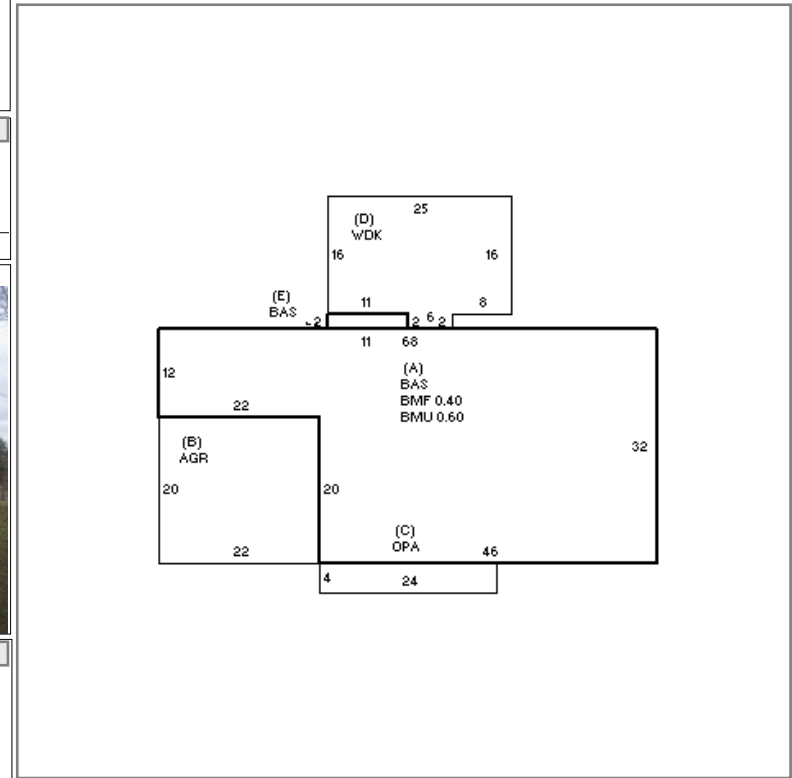 25
(D)
WDK
16 16
(E)
BAS
11 8
2 2 6 2
11 68
12
(A)
BAS
BMF 0.40
BMU 0.60
22
(B)
AGR
32
20 20
(C)
OPA
22 46
4 24